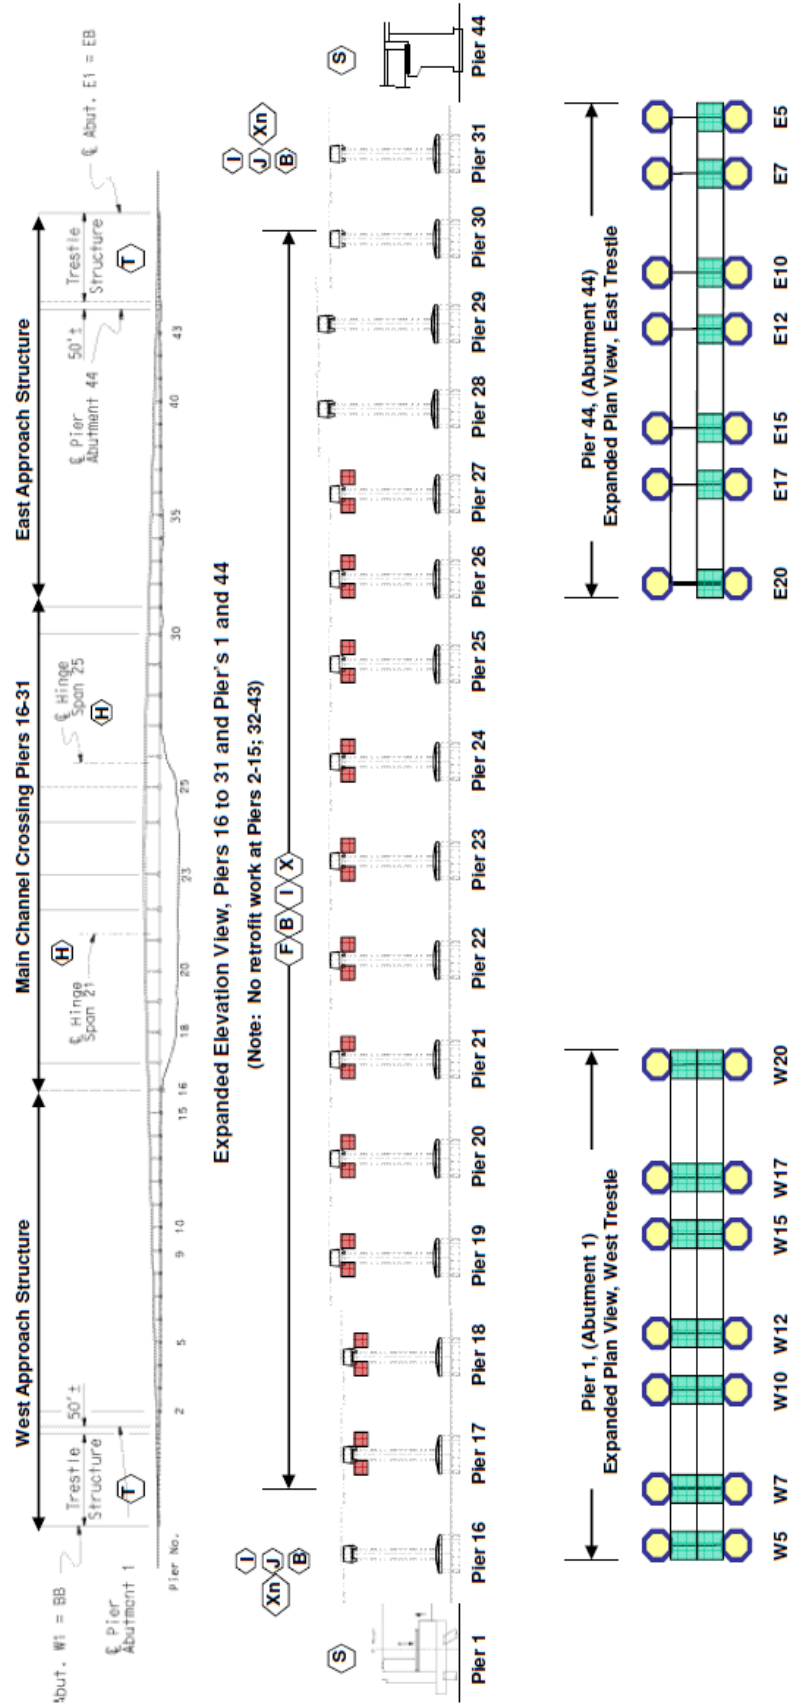 West Approach Structure
Main Channel Crossing Piers 16-31
East Approach Structure
Abut. W1 = BB
Trestle
Structure
50'±
℄ Pier
Abutment 1
T
℄ Hinge
Span 21
H
℄ Hinge
Span 25
H
℄ Pier
Abutment 44
50'±
Trestle
Structure
T
℄ Abut. E1 = EB
Pier No.
2
5
9
10
15
16
18
20
23
25
30
35
40
43
Expanded Elevation View, Piers 16 to 31 and Pier's 1 and 44
(Note: No retrofit work at Piers 2-15; 32-43)
S
I
J
Xn
B
F
B
I
X
I
J
Xn
B
S
Pier 1
Pier 16
Pier 17
Pier 18
Pier 19
Pier 20
Pier 21
Pier 22
Pier 23
Pier 24
Pier 25
Pier 26
Pier 27
Pier 28
Pier 29
Pier 30
Pier 31
Pier 44
Pier 1, (Abutment 1)
Expanded Plan View, West Trestle
W5
W7
W10
W12
W15
W17
W20
Pier 44, (Abutment 44)
Expanded Plan View, East Trestle
E20
E17
E15
E12
E10
E7
E5